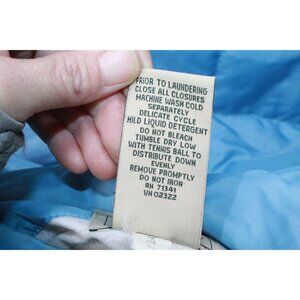 PRIOR TO LAUNDERING
CLOSE ALL CLOSURES
MACHINE WASH COLD
SEPARATELY
DELICATE CYCLE
MILD LIQUID DETERGENT
DO NOT BLEACH
TUMBLE DRY LOW
WITH TENNIS BALL TO
DISTRIBUTE DOWN
EVENLY
REMOVE PROMPTLY
DO NOT IRON
RN 71341
VN 02322